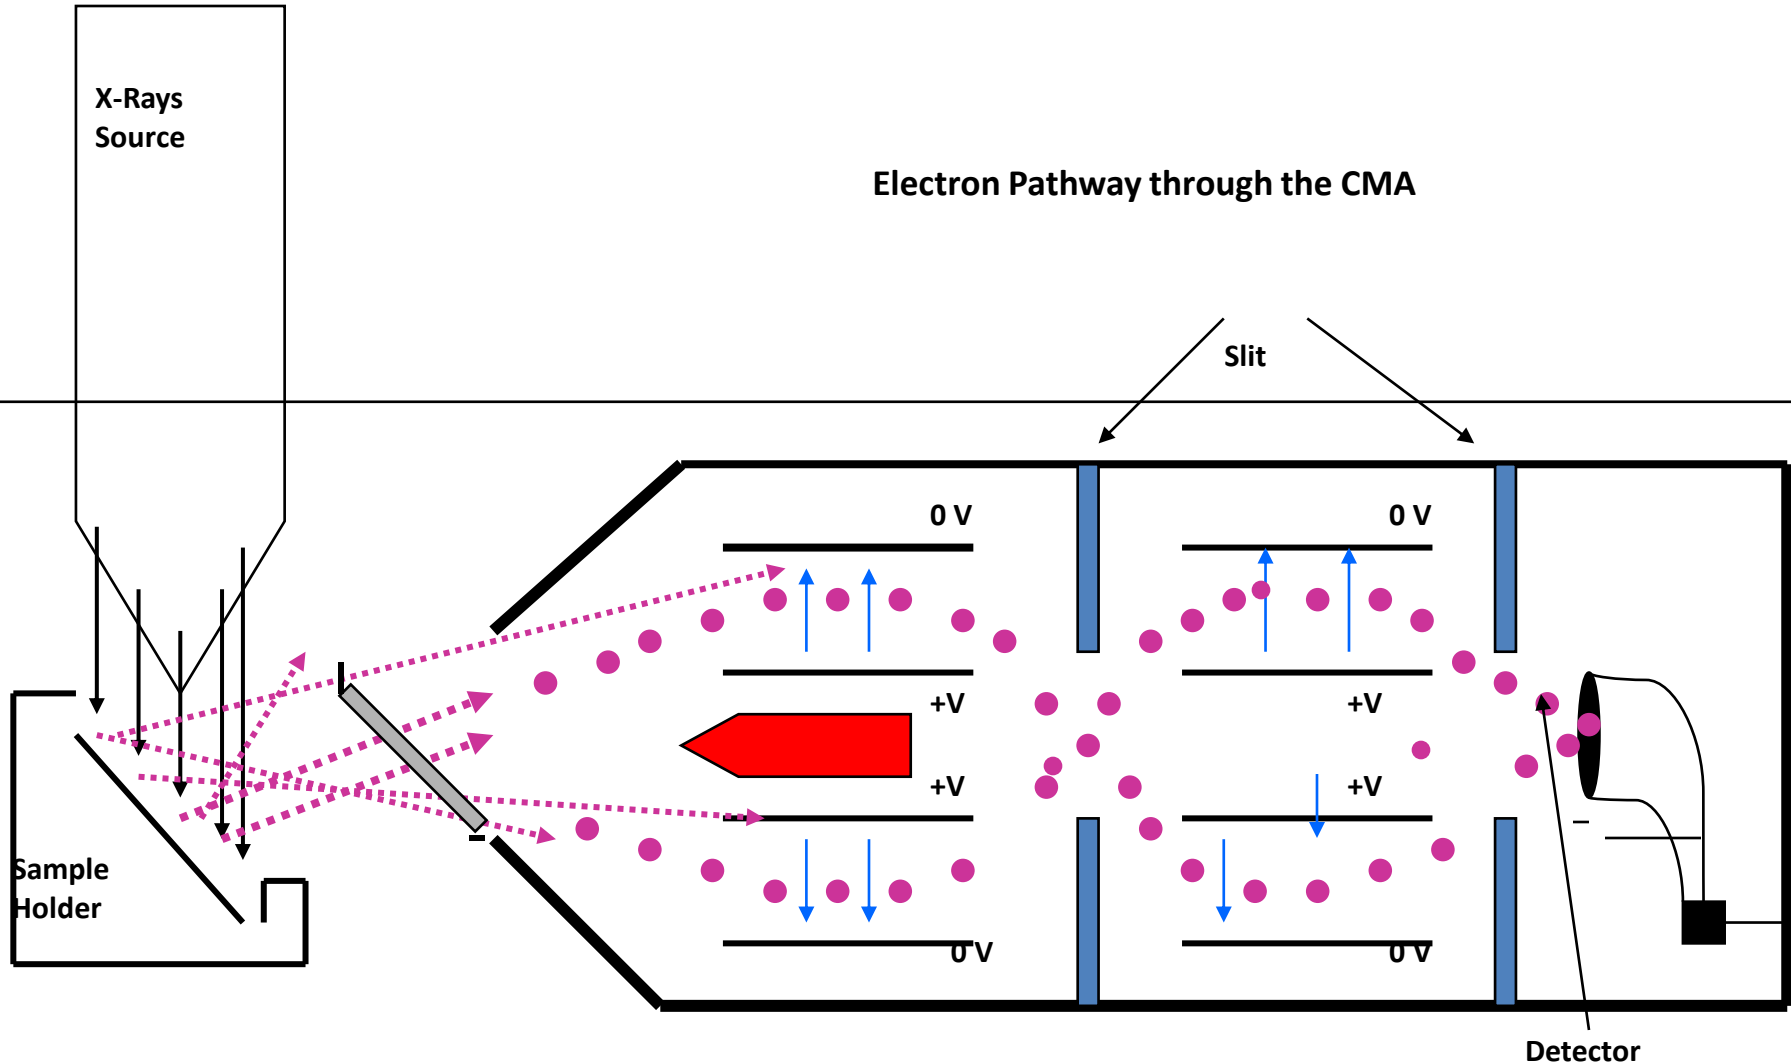 X-Rays
Source
Electron Pathway through the CMA
Slit
0 V
0 V
+V
+V
+V
+V
Sample
Holder
0 V
0 V
Detector